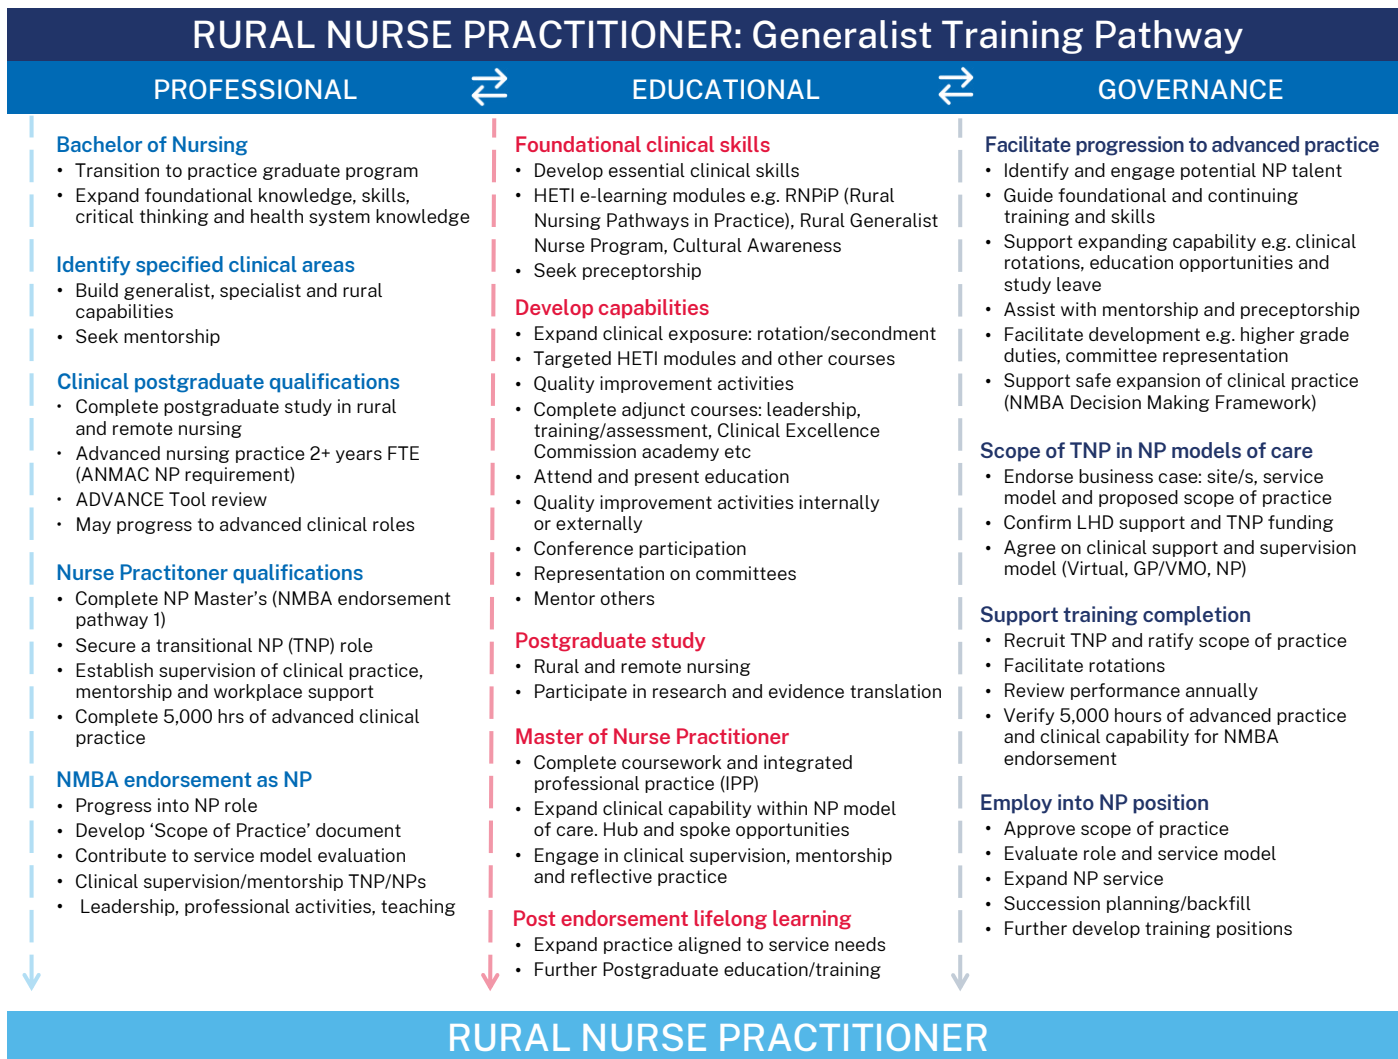 RURAL NURSE PRACTITIONER: Generalist Training Pathway
PROFESSIONAL
EDUCATIONAL
GOVERNANCE
Bachelor of Nursing
• Transition to practice graduate program
• Expand foundational knowledge, skills,
critical thinking and health system knowledge
Identify specified clinical areas
• Build generalist, specialist and rural
capabilities
• Seek mentorship
Clinical postgraduate qualifications
• Complete postgraduate study in rural
and remote nursing
• Advanced nursing practice 2+ years FTE
(ANMAC NP requirement)
• ADVANCE Tool review
• May progress to advanced clinical roles
Nurse Practitoner qualifications
• Complete NP Master's (NMBA endorsement
pathway 1)
• Secure a transitional NP (TNP) role
• Establish supervision of clinical practice,
mentorship and workplace support
• Complete 5,000 hrs of advanced clinical
practice
NMBA endorsement as NP
• Progress into NP role
• Develop ‘Scope of Practice’ document
• Contribute to service model evaluation
• Clinical supervision/mentorship TNP/NPs
• Leadership, professional activities, teaching
Foundational clinical skills
• Develop essential clinical skills
• HETI e-learning modules e.g. RNPiP (Rural
Nursing Pathways in Practice), Rural Generalist
Nurse Program, Cultural Awareness
• Seek preceptorship
Develop capabilities
• Expand clinical exposure: rotation/secondment
• Targeted HETI modules and other courses
• Quality improvement activities
• Complete adjunct courses: leadership,
training/assessment, Clinical Excellence
Commission academy etc
• Attend and present education
• Quality improvement activities internally
or externally
• Conference participation
• Representation on committees
• Mentor others
Postgraduate study
• Rural and remote nursing
• Participate in research and evidence translation
Master of Nurse Practitioner
• Complete coursework and integrated
professional practice (IPP)
• Expand clinical capability within NP model
of care. Hub and spoke opportunities
• Engage in clinical supervision, mentorship
and reflective practice
Post endorsement lifelong learning
• Expand practice aligned to service needs
• Further Postgraduate education/training
Facilitate progression to advanced practice
• Identify and engage potential NP talent
• Guide foundational and continuing
training and skills
• Support expanding capability e.g. clinical
rotations, education opportunities and
study leave
• Assist with mentorship and preceptorship
• Facilitate development e.g. higher grade
duties, committee representation
• Support safe expansion of clinical practice
(NMBA Decision Making Framework)
Scope of TNP in NP models of care
• Endorse business case: site/s, service
model and proposed scope of practice
• Confirm LHD support and TNP funding
• Agree on clinical support and supervision
model (Virtual, GP/VMO, NP)
Support training completion
• Recruit TNP and ratify scope of practice
• Facilitate rotations
• Review performance annually
• Verify 5,000 hours of advanced practice
and clinical capability for NMBA
endorsement
Employ into NP position
• Approve scope of practice
• Evaluate role and service model
• Expand NP service
• Succession planning/backfill
• Further develop training positions
RURAL NURSE PRACTITIONER